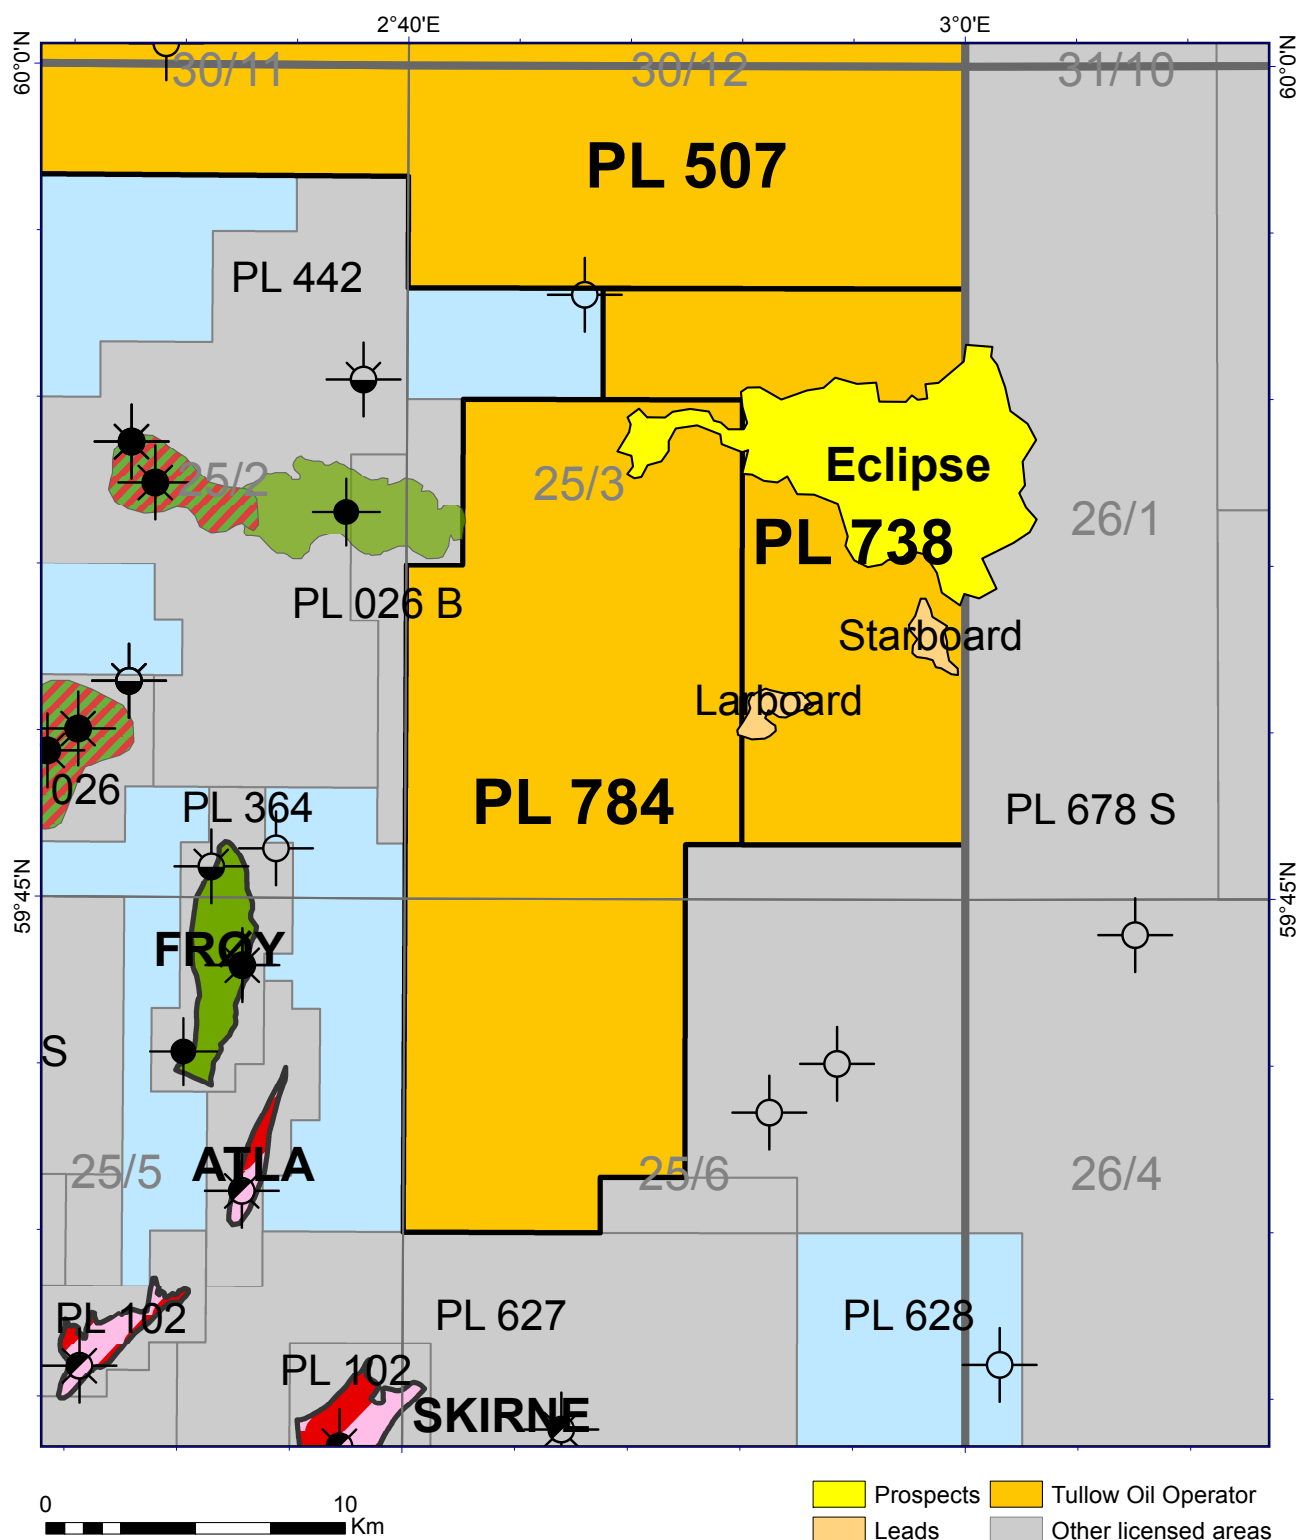 2°40'E
3°0'E
60°0'N
60°0'N
30/11
30/12
31/10
PL 507
PL 442
Eclipse
25/2
25/3
26/1
PL 738
PL 026 B
Starboard
Larboard
026
PL 364
PL 784
PL 678 S
59°45'N
59°45'N
FRØY
S
ATLA
25/5
25/6
26/4
PL 102
PL 627
PL 628
PL 102
SKIRNE
0
10
Km
Prospects
Tullow Oil Operator
Leads
Other licensed areas